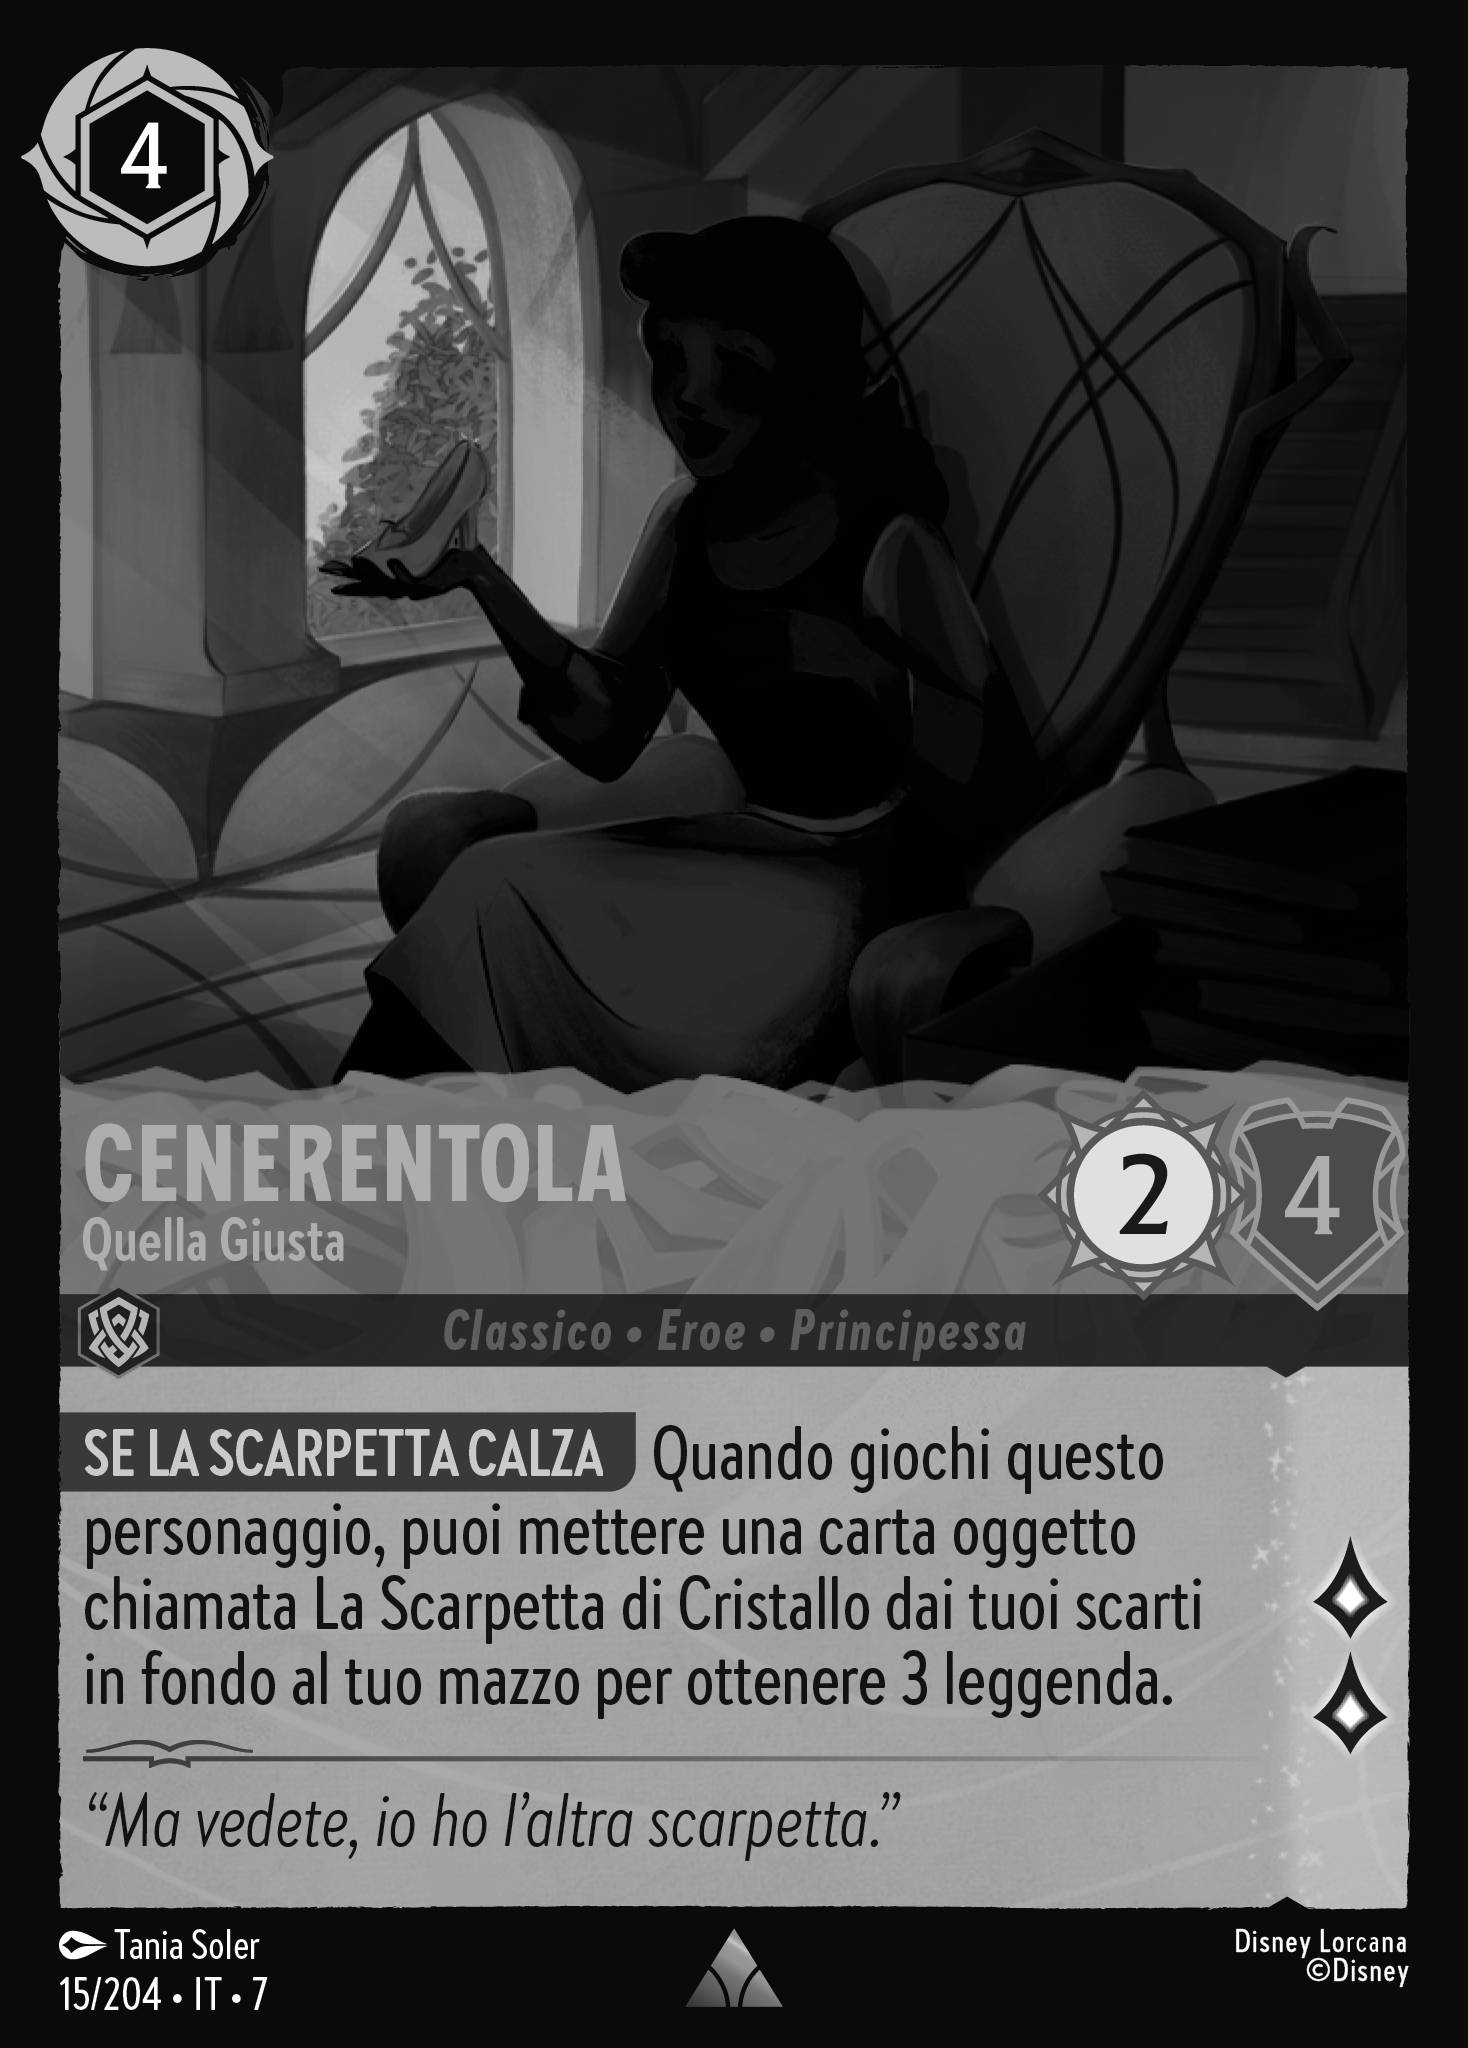 4
CENERENTOLA
Quella Giusta
2
4
Classico • Eroe • Principessa
SE LA SCARPETTA CALZA Quando giochi questo
personaggio, puoi mettere una carta oggetto
chiamata La Scarpetta di Cristallo dai tuoi scarti
in fondo al tuo mazzo per ottenere 3 leggenda.
“Ma vedete, io ho l’altra scarpetta.”
Tania Soler
15/204 • IT • 7
Disney Lorcana
©Disney